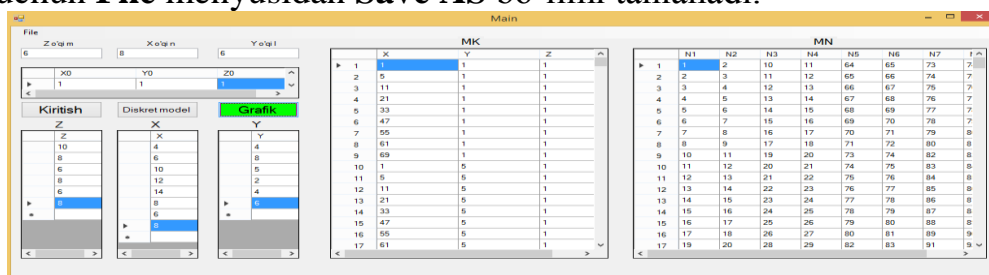 uchun File menyusidan Save AS bo'limi tanlanadi.
Main
File
Zo'qim Xo'qin Yo'qil
6 8 6
X0 Y0 Z0
1 1 1
Kiritish Diskret model Grafik
Z
Z
10
8
6
8
6
8
X
X
4
6
10
12
14
8
6
8
Y
Y
4
8
5
2
4
6
MK
X Y Z
1 1 1 1
2 5 1 1
3 11 1 1
4 21 1 1
5 33 1 1
6 47 1 1
7 55 1 1
8 61 1 1
9 69 1 1
10 1 5 1
11 5 5 1
12 11 5 1
13 21 5 1
14 33 5 1
15 47 5 1
16 55 5 1
17 61 5 1
MN
N1 N2 N3 N4 N5 N6 N7
1 1 2 10 11 64 65 73
2 2 3 11 12 65 66 74
3 3 4 12 13 66 67 75
4 4 5 13 14 67 68 76
5 5 6 14 15 68 69 77
6 6 7 15 16 69 70 78
7 7 8 16 17 70 71 79
8 8 9 17 18 71 72 80
9 10 11 19 20 73 74 82
10 11 12 20 21 74 75 83
11 12 13 21 22 75 76 84
12 13 14 22 23 76 77 85
13 14 15 23 24 77 78 86
14 15 16 24 25 78 79 87
15 16 17 25 26 79 80 88
16 17 18 26 27 80 81 89
17 19 20 28 29 82 83 91